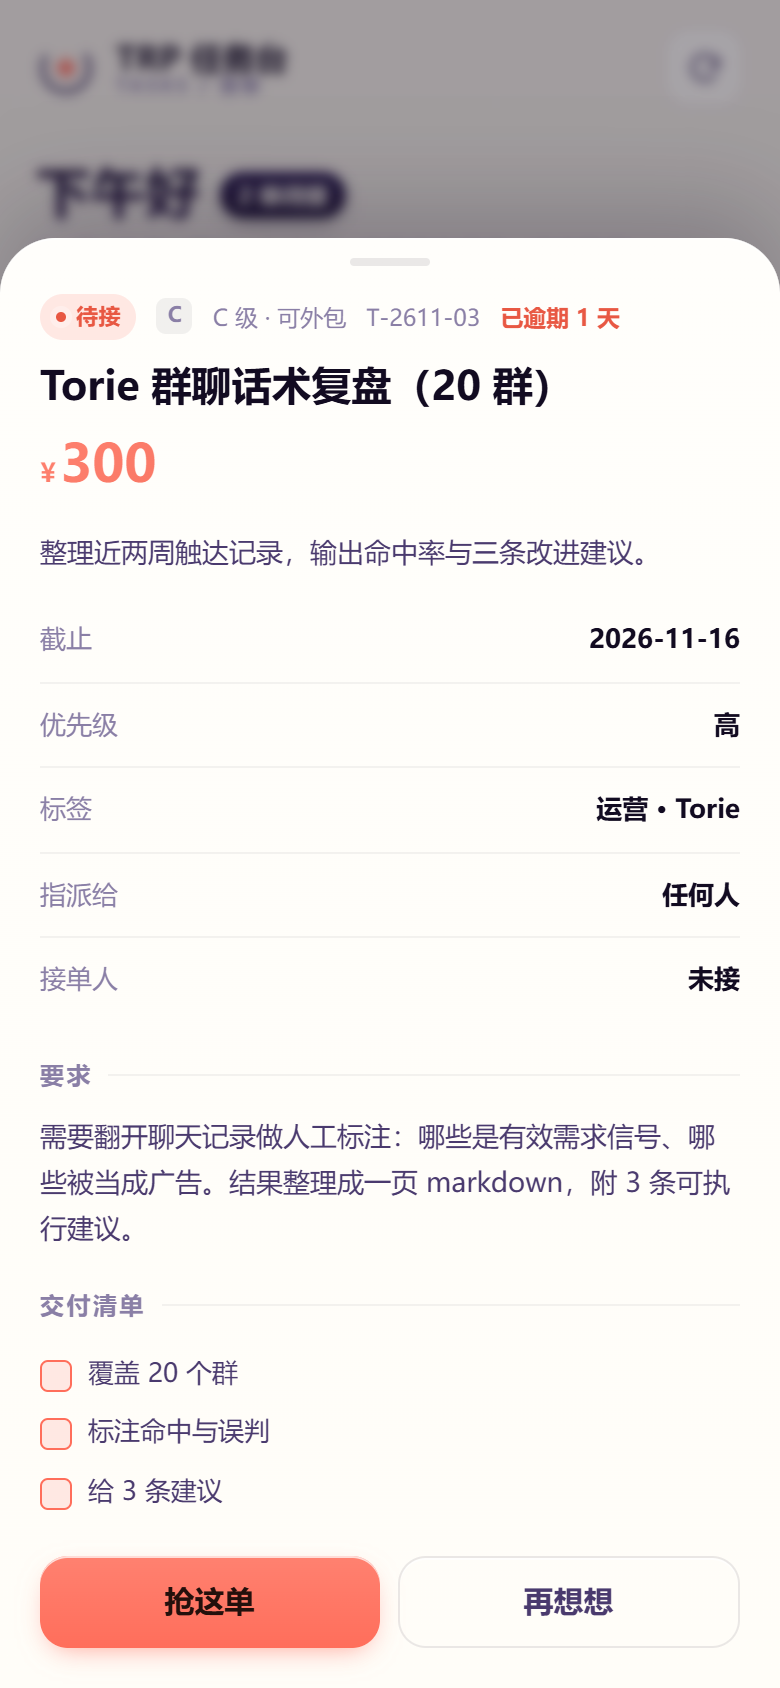 TRP 任务台
下午好
待接 C C 级 · 可外包 T-2611-03 已逾期 1 天
Torie 群聊话术复盘（20 群）
¥300
整理近两周触达记录，输出命中率与三条改进建议。
截止 2026-11-16
优先级 高
标签 运营 • Torie
指派给 任何人
接单人 未接
要求
需要翻开聊天记录做人工标注：哪些是有效需求信号、哪
些被当成广告。结果整理成一页 markdown，附 3 条可执
行建议。
交付清单
覆盖 20 个群
标注命中与误判
给 3 条建议
抢这单 再想想